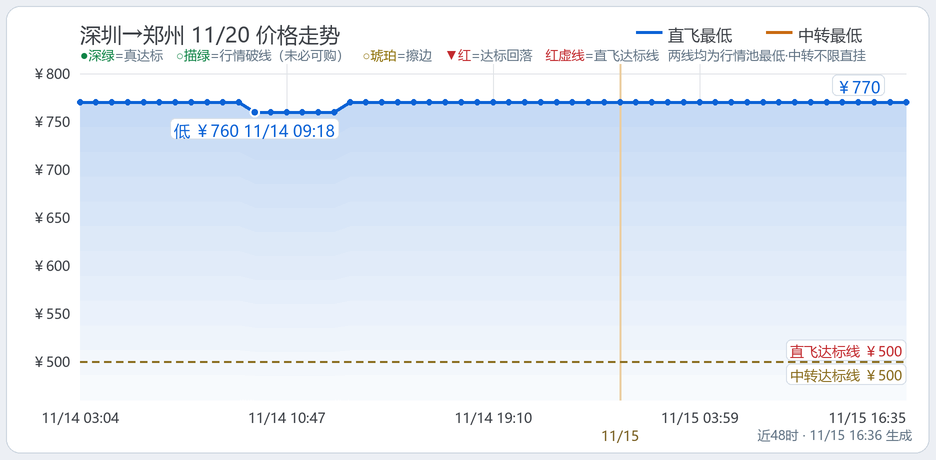 深圳→郑州 11/20 价格走势
直飞最低 中转最低
●深绿=真达标 ○描绿=行情破线（未必可购） ○琥珀=擦边 ▼红=达标回落 红虚线=直飞达标线 两线均为行情池最低·中转不限直挂
￥800
￥770
￥750
低 ￥760 11/14 09:18
￥700
￥650
￥600
￥550
￥500
直飞达标线 ￥500
中转达标线 ￥500
11/14 03:04 11/14 10:47 11/14 19:10 11/15 03:59 11/15 16:35
11/15
近48时 · 11/15 16:36 生成